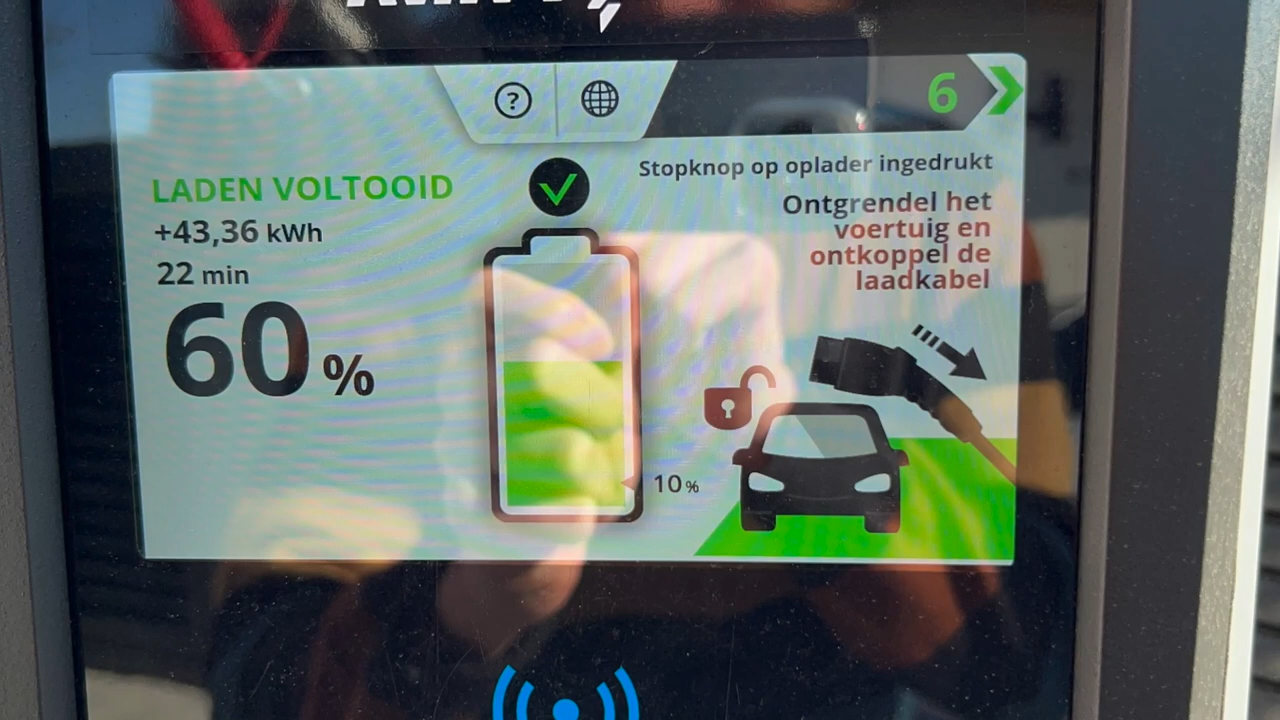 6
LADEN VOLTOOID
+43,36 kWh
22 min
60 %
10 %
Stopknop op oplader ingedrukt
Ontgrendel het
voertuig en
ontkoppel de
laadkabel